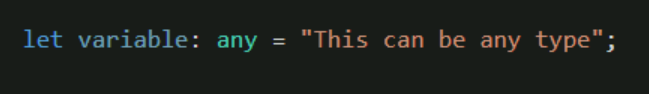 let variable: any = "This can be any type";